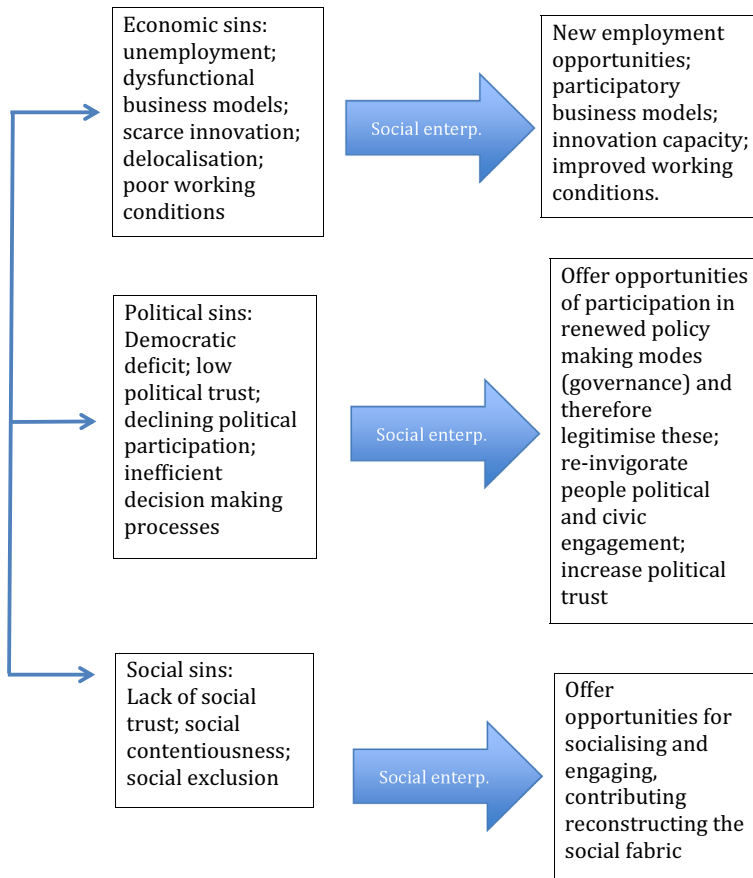 Economic sins:
unemployment;
dysfunctional
business models;
scarce innovation;
delocalisation;
poor working
conditions
Social enterp.
New employment
opportunities;
participatory
business models;
innovation capacity;
improved working
conditions.
Political sins:
Democratic
deficit; low
political trust;
declining political
participation;
inefficient
decision making
processes
Social enterp.
Offer opportunities
of participation in
renewed policy
making modes
(governance) and
therefore
legitimise these;
re-invigorate
people political
and civic
engagement;
increase political
trust
Social sins:
Lack of social
trust; social
contentiousness;
social exclusion
Social enterp.
Offer
opportunities for
socialising and
engaging,
contributing
reconstructing the
social fabric